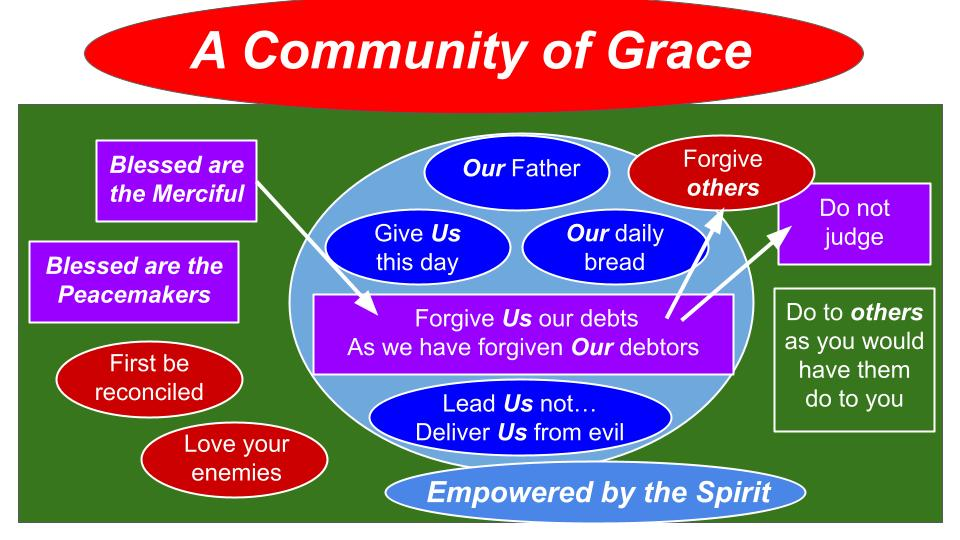 A Community of Grace
Blessed are
the Merciful
Blessed are the
Peacemakers
First be
reconciled
Love your
enemies
Our Father
Give Us
this day
Our daily
bread
Forgive Us our debts
As we have forgiven Our debtors
Lead Us not…
Deliver Us from evil
Empowered by the Spirit
Forgive
others
Do not
judge
Do to others
as you would
have them
do to you